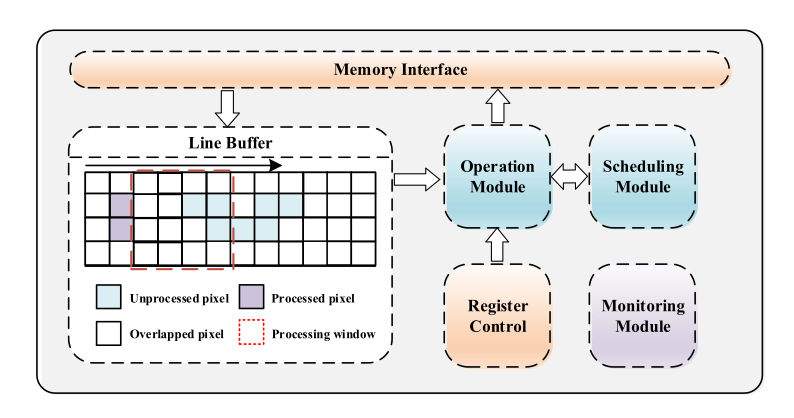 Memory Interface
Line Buffer
Operation
Module
Scheduling
Module
Unprocessed pixel
Processed pixel
Overlapped pixel
Processing window
Register
Control
Monitoring
Module